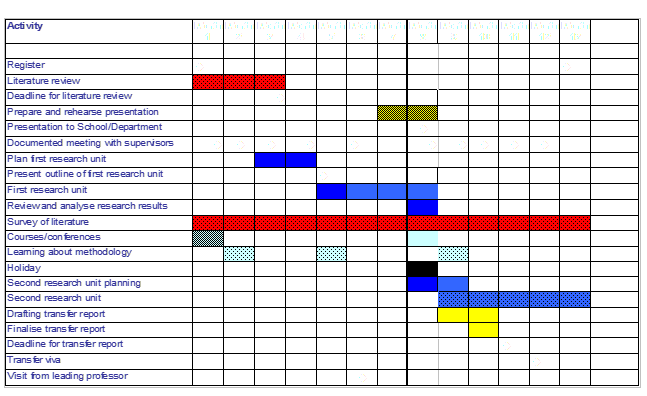 Activity
Register
Literature review
Deadline for literature review
Prepare and rehearse presentation
Presentation to School/Department
Documented meeting with supervisors
Plan first research unit
Present outline of first research unit
First research unit
Review and analyse research results
Survey of literature
Courses/conferences
Learning about methodology
Holiday
Second research unit planning
Second research unit
Drafting transfer report
Finalise transfer report
Deadline for transfer report
Transfer viva
Visit from leading professor